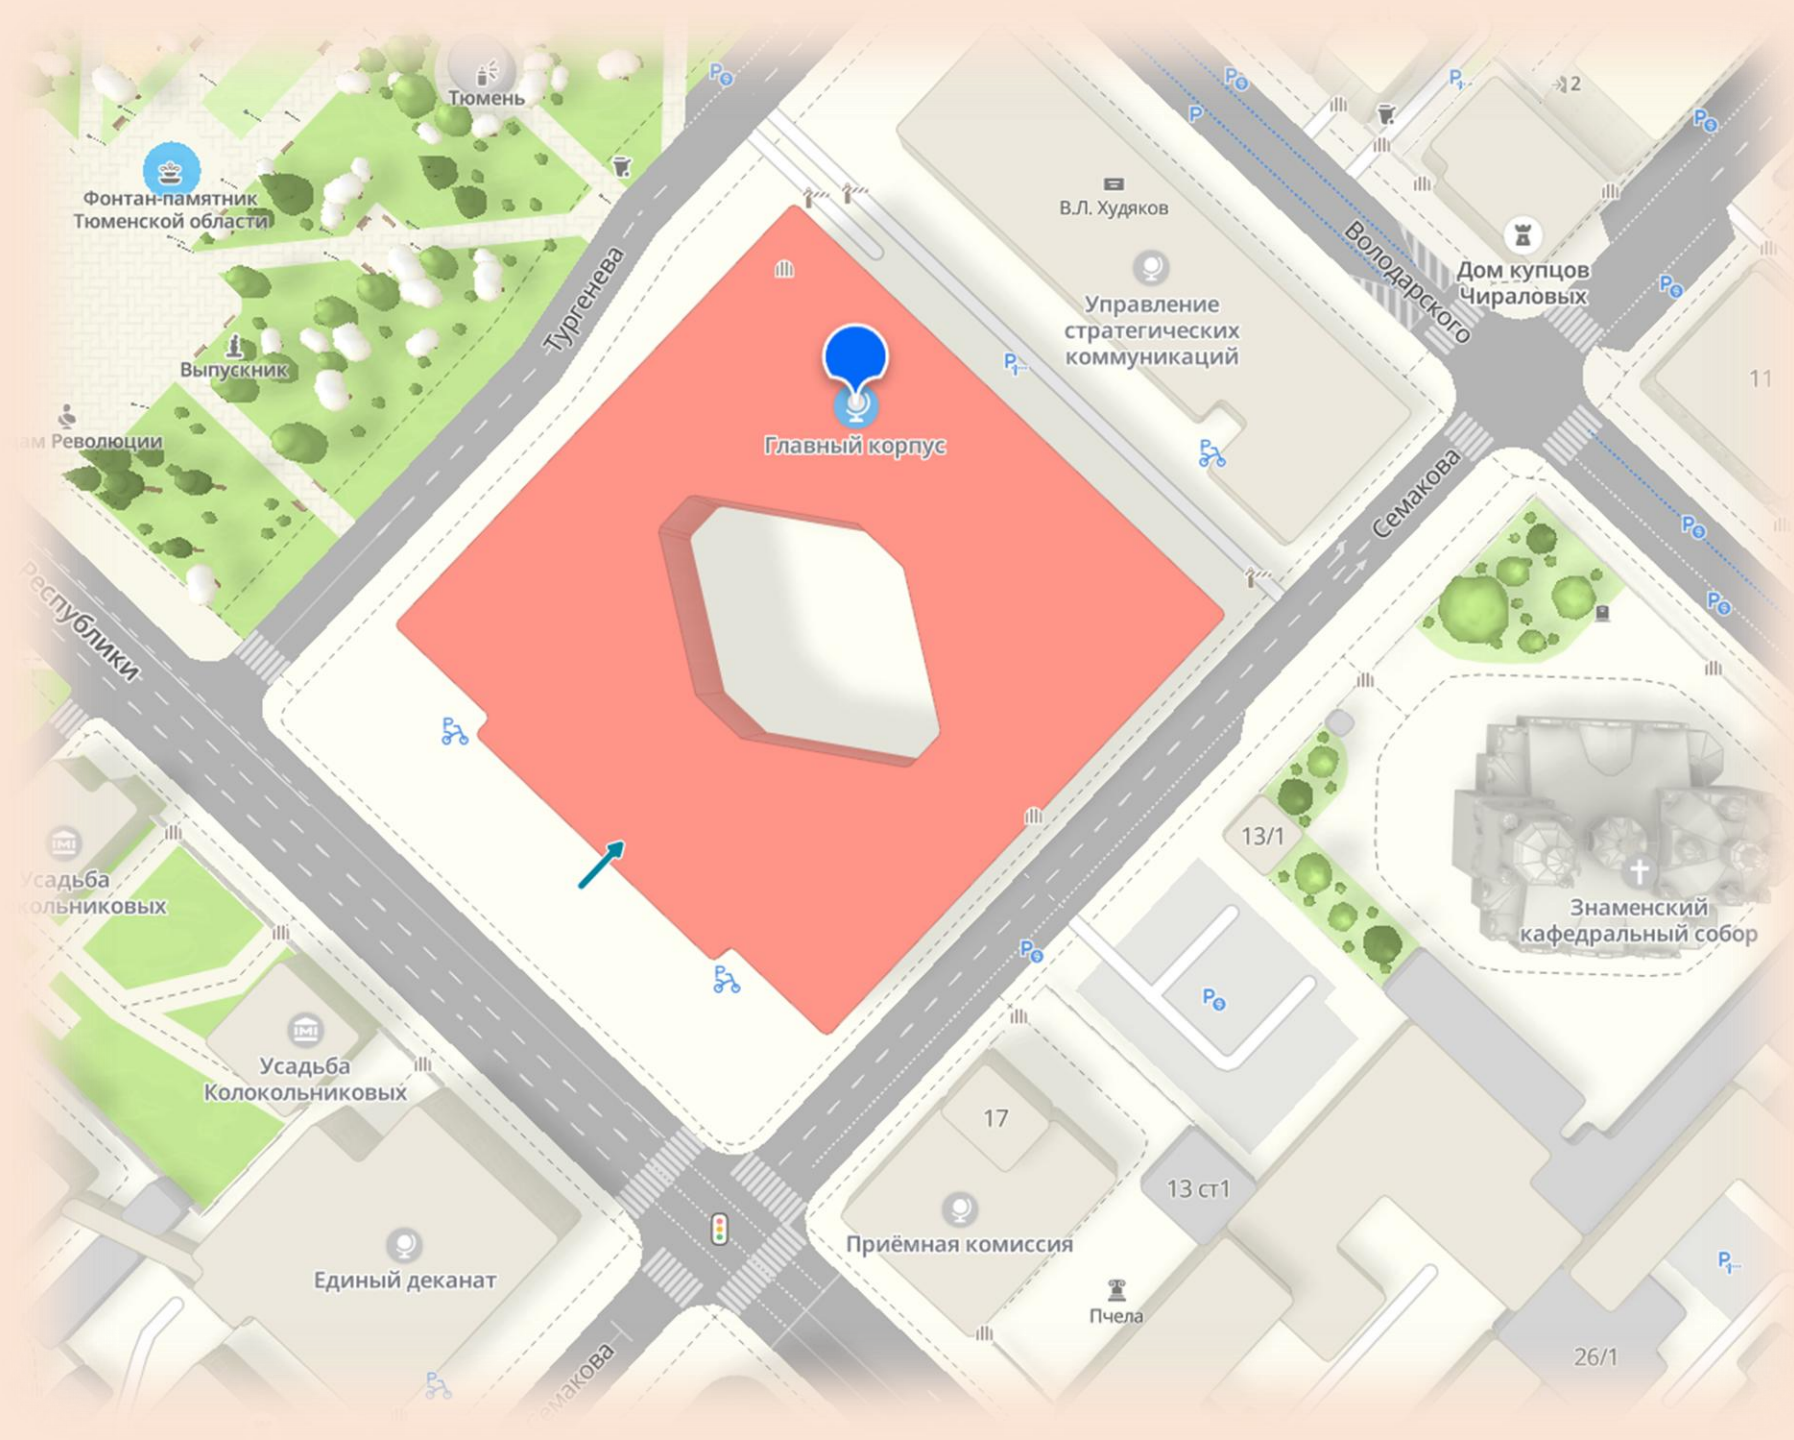 Тюмень
2
Фонтан-памятник
Тюменской области
В.Л. Худяков
Володарского
Дом купцов
Чираловых
Управление
стратегических
коммуникаций
Тургенева
Выпускник
11
ам Революции
Главный корпус
Семакова
Республики
13/1
Усадьба
кольниковых
Знаменский
кафедральный собор
Усадьба
Колокольниковых
17
13 ст1
Приёмная комиссия
Единый деканат
Пчела
26/1
Семакова